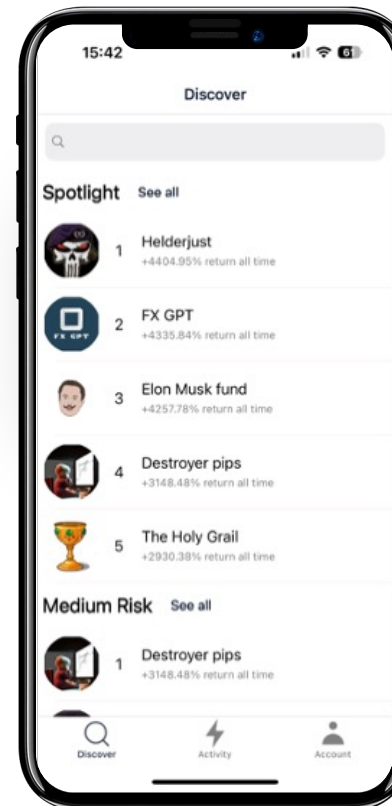 15:42
61
Discover
Spotlight See all
1
Helderjust
+4404.95% return all time
FX GPT
2
FX GPT
+4335.84% return all time
3
Elon Musk fund
+4257.78% return all time
4
Destroyer pips
+3148.48% return all time
5
The Holy Grail
+2930.38% return all time
Medium Risk See all
1
Destroyer pips
+3148.48% return all time
Discover Activity Account